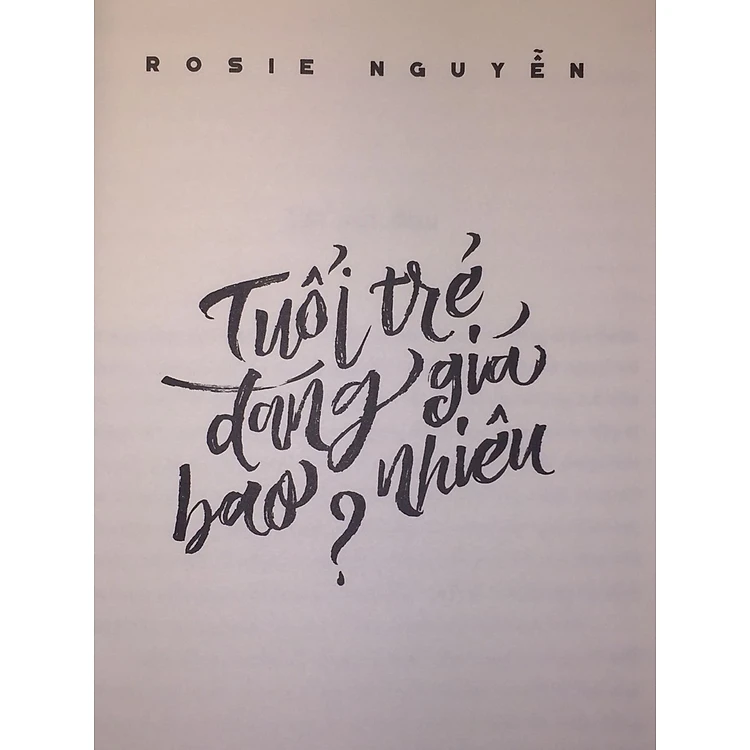 ROSIE NGUYỄN
Tuổi trẻ
đáng giá
bao nhiêu
?